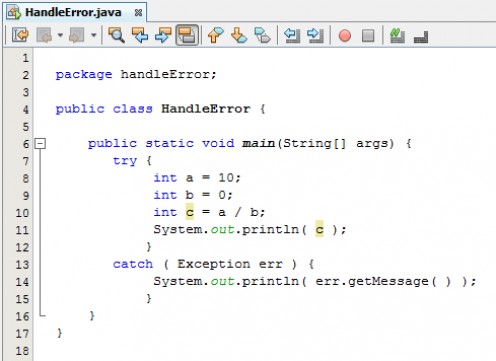 HandleError.java
1
2 package handleError;
3
4 public class HandleError {
5
6 public static void main(String[] args) {
7 try {
8 int a = 10;
9 int b = 0;
10 int c = a / b;
11 System.out.println( c );
12 }
13 catch ( Exception err ) {
14 System.out.println( err.getMessage( ) );
15 }
16 }
17 }
18